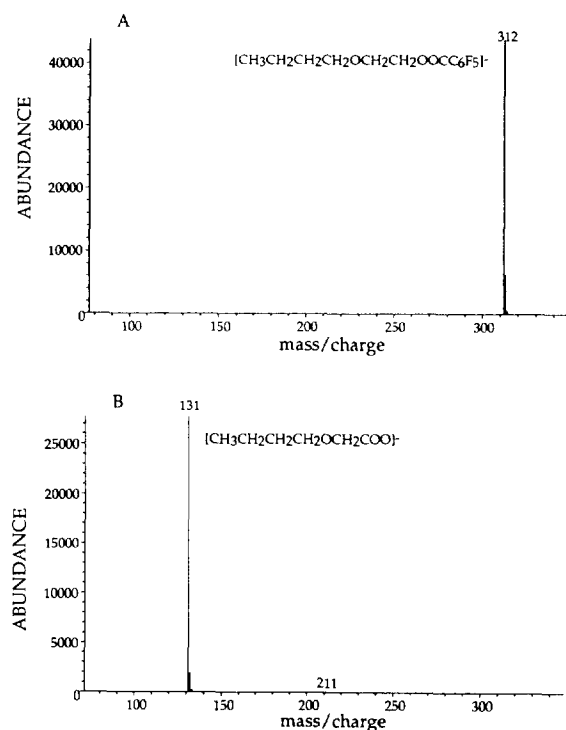 A
312
[CH3CH2CH2CH2OCH2CH2OOCC6F5]-
40000
30000
20000
10000
0
ABUNDANCE
100
200
250
300
mass/charge
B
131
{CH3CH2CH2CH2OCH2COO}-
25000
20000
15000
10000
5000
0
ABUNDANCE
211
100
150
200
250
300
mass/charge